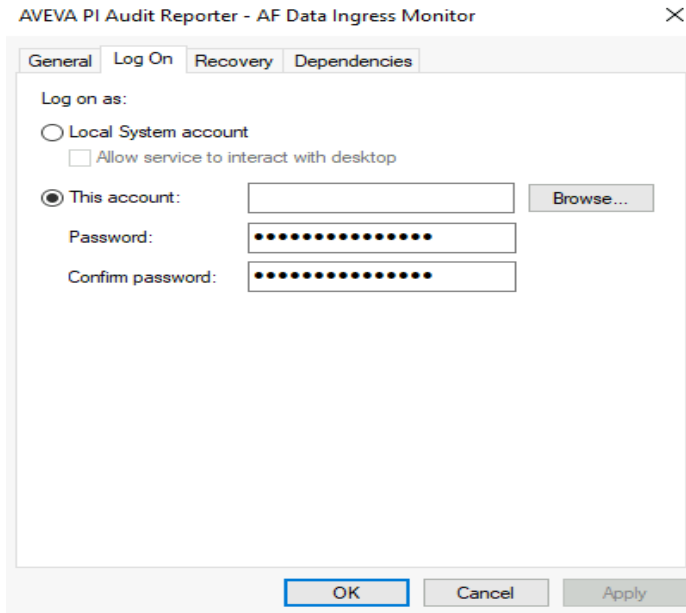 AVEVA PI Audit Reporter - AF Data Ingress Monitor
General Log On Recovery Dependencies
Log on as:
Local System account
Allow service to interact with desktop
This account: Browse...
Password: ●●●●●●●●●●●●●●●
Confirm password: ●●●●●●●●●●●●●●●
OK Cancel Apply